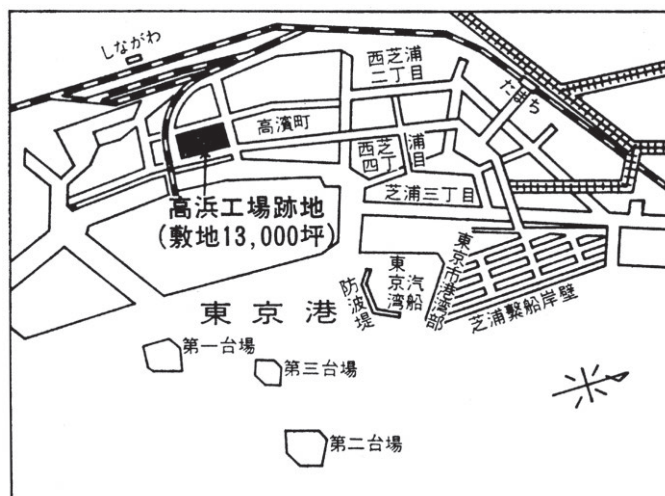 しながわ
西芝浦
二丁目
たまち
高濱町
西芝浦
四丁目
芝浦三丁目
高浜工場跡地
(敷地13,000坪)
東京湾
汽船
防波堤
東京市港湾部
芝浦繋船岸壁
東京港
第一台場
第三台場
第二台場